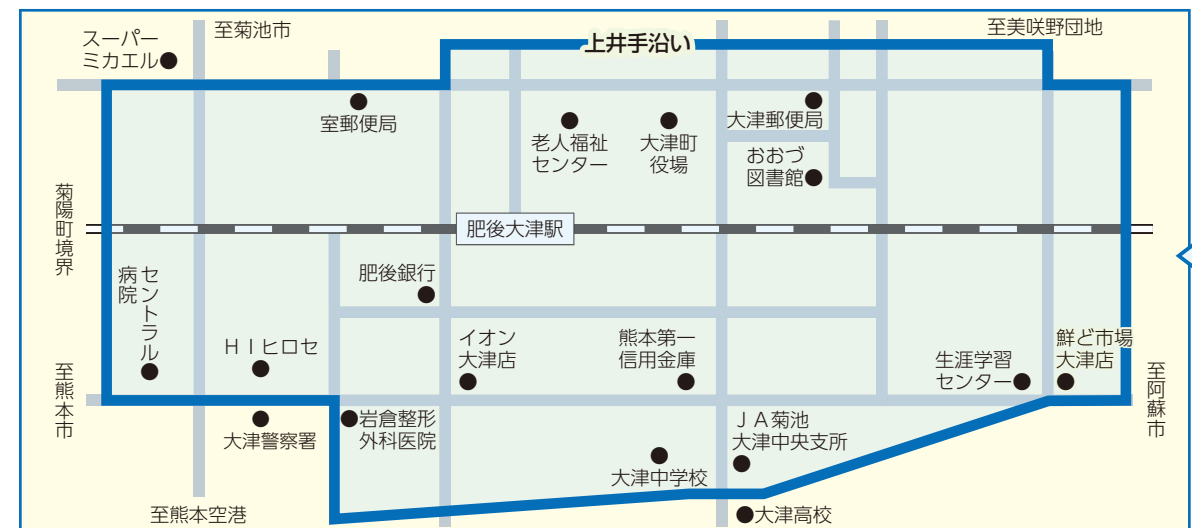 至菊池市
上井手沿い
至美咲野団地
スーパー
ミカエル
室郵便局
老人福祉
センター
大津町
役場
大津郵便局
おおづ
図書館
菊陽町境界
肥後大津駅
セントラル
病院
肥後銀行
ＨＩヒロセ
イオン
大津店
熊本第一
信用金庫
生涯学習
センター
鮮ど市場
大津店
至熊本市
至阿蘇市
大津警察署
岩倉整形
外科医院
ＪＡ菊池
大津中央支所
大津中学校
至熊本空港
大津高校